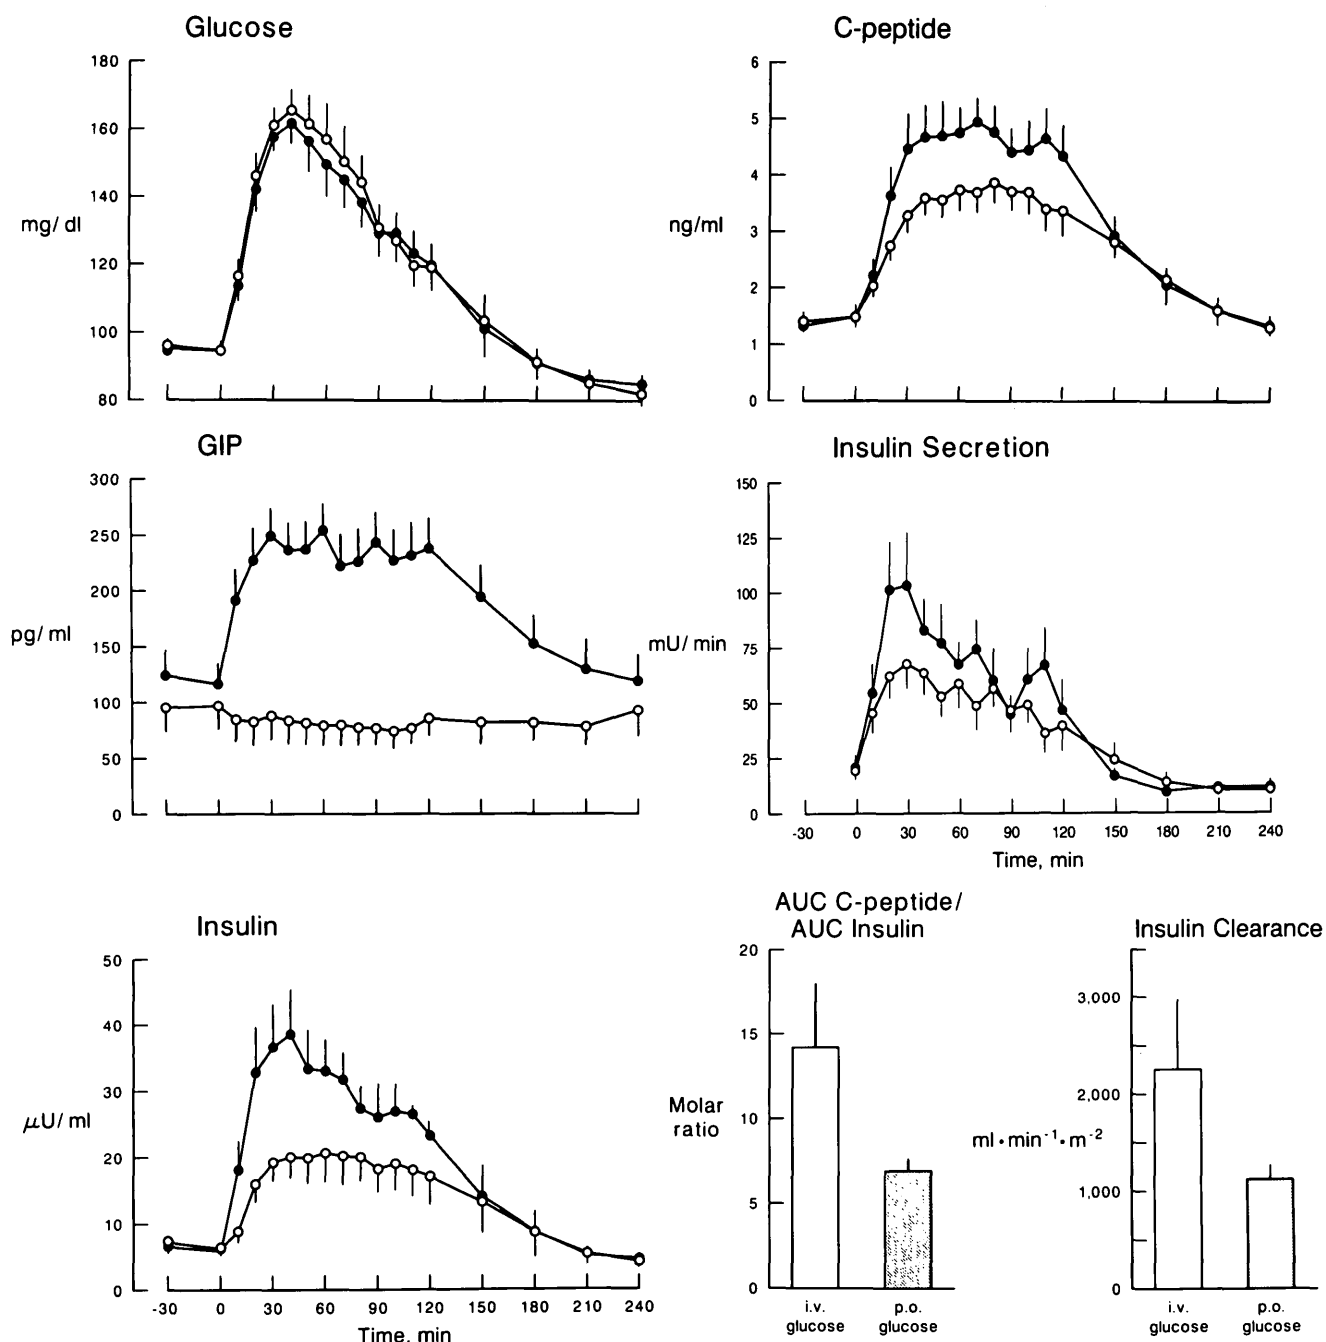 Glucose
180
160
140
mg/ dl
120
100
80
C-peptide
6
5
4
ng/ml
3
2
1
0
GIP
300
250
200
pg/ ml
150
100
50
0
Insulin Secretion
150
125
100
75
mU/ min
50
25
0
-30 0 30 60 90 120 150 180 210 240
Time, min
Insulin
50
40
30
μU/ ml
20
10
0
-30 0 30 60 90 120 150 180 210 240
Time, min
AUC C-peptide/
AUC Insulin
20
15
Molar
ratio
10
5
0
i.v.
glucose
p.o.
glucose
Insulin Clearance
3,000
2,000
ml•min⁻¹•m⁻²
1,000
0
i.v.
glucose
p.o.
glucose